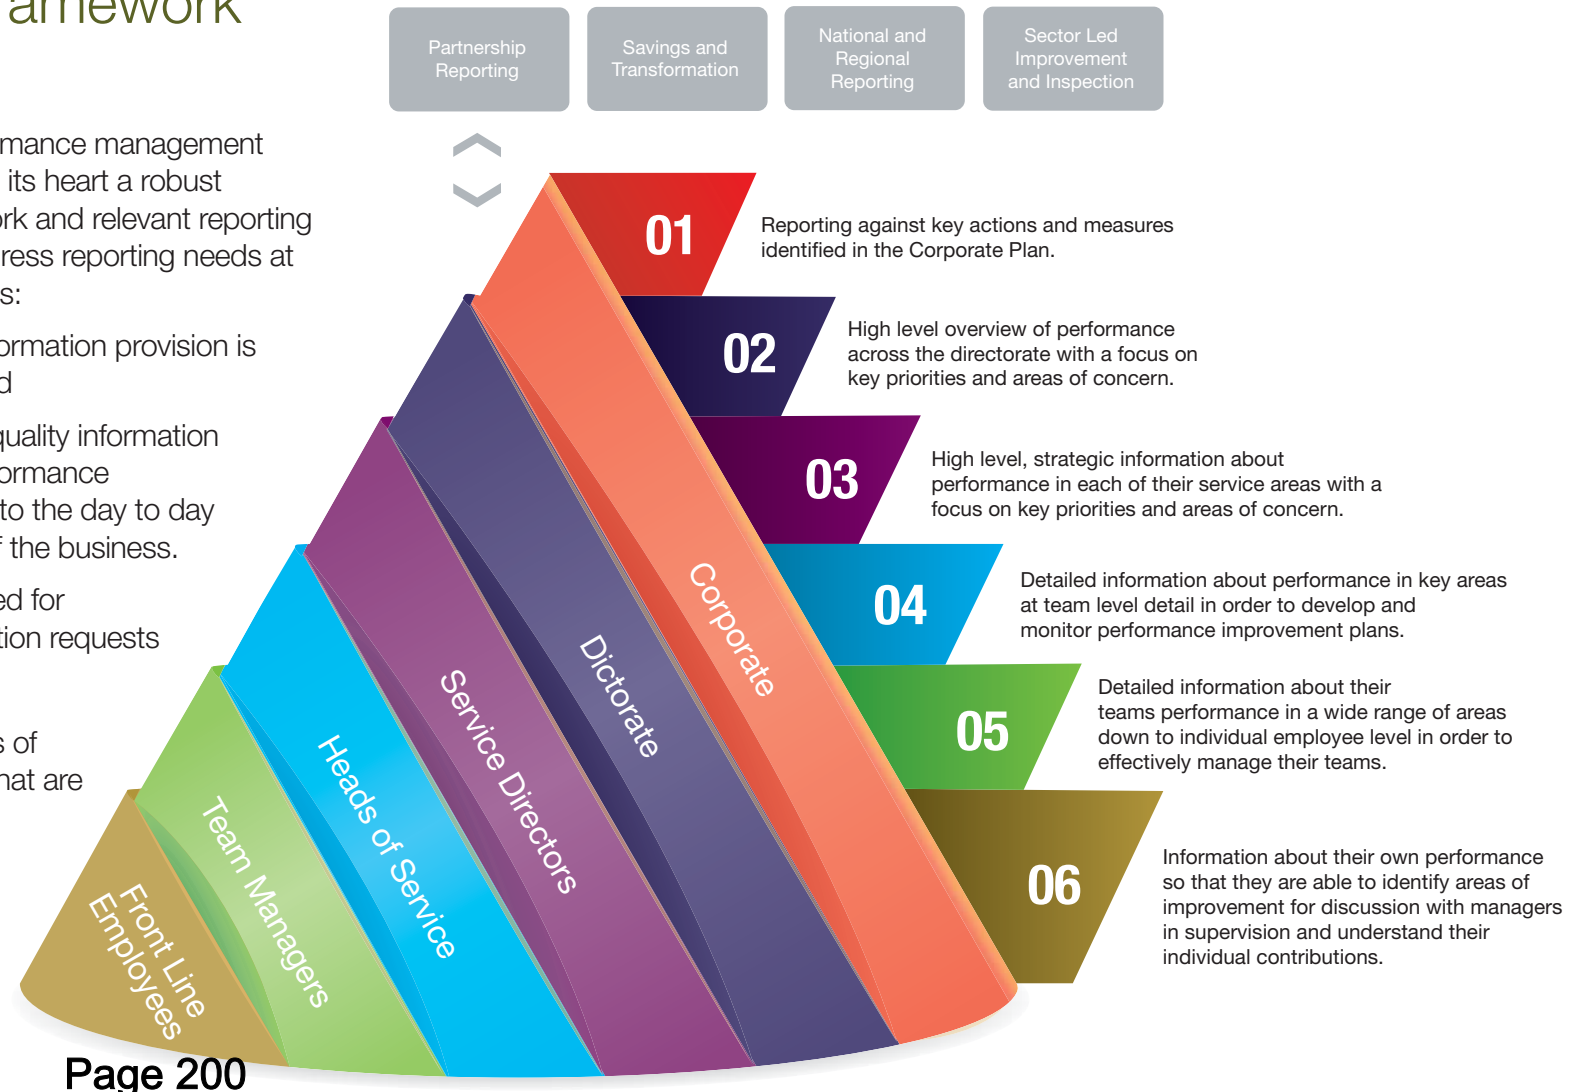 amework
Partnership
Reporting
Savings and
Transformation
National and
Regional
Reporting
Sector Led
Improvement
and Inspection
mance management
its heart a robust
ork and relevant reporting
ress reporting needs at
s:
ormation provision is
d
quality information
ormance
to the day to day
f the business.
ed for
tion requests
s of
hat are
01
Reporting against key actions and measures
identified in the Corporate Plan.
02
High level overview of performance
across the directorate with a focus on
key priorities and areas of concern.
03
High level, strategic information about
performance in each of their service areas with a
focus on key priorities and areas of concern.
04
Detailed information about performance in key areas
at team level detail in order to develop and
monitor performance improvement plans.
05
Detailed information about their
teams performance in a wide range of areas
down to individual employee level in order to
effectively manage their teams.
06
Information about their own performance
so that they are able to identify areas of
improvement for discussion with managers
in supervision and understand their
individual contributions.
Corporate
Dictorate
Service Directors
Heads of Service
Team Managers
Front Line
Employees
Page 200